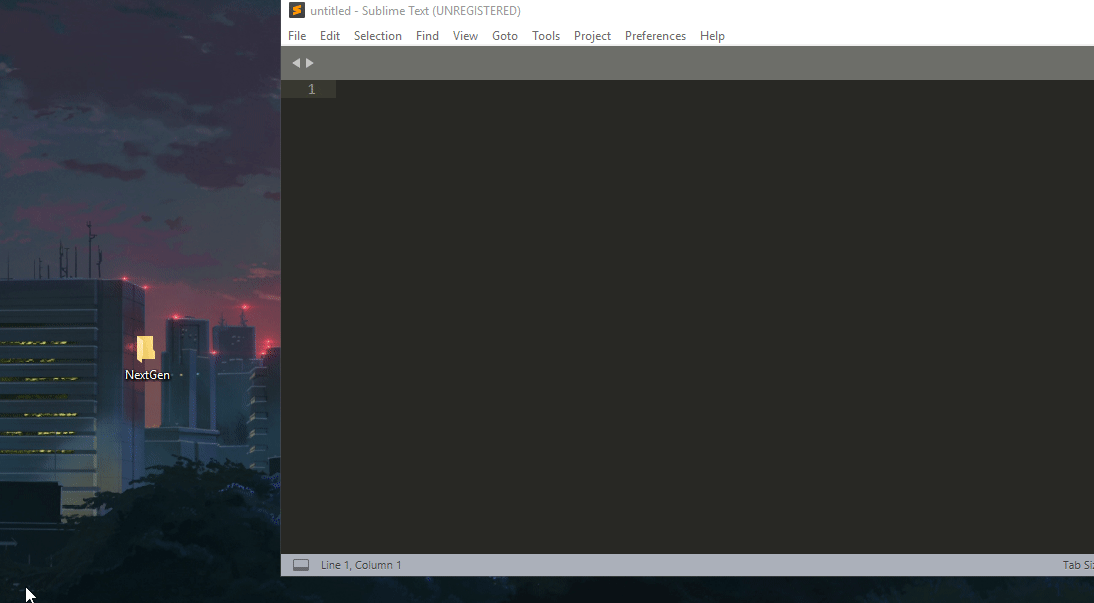 untitled - Sublime Text (UNREGISTERED)
File Edit Selection Find View Goto Tools Project Preferences Help
1
NextGen
Line 1, Column 1
Tab